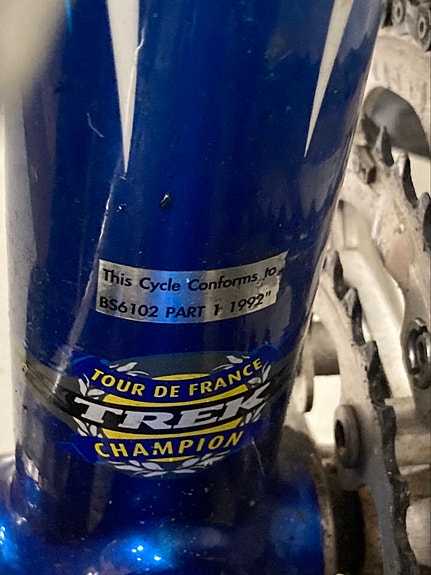 This Cycle Conforms to
BS6102 PART 1 1992"
TOUR DE FRANCE
TREK
CHAMPION